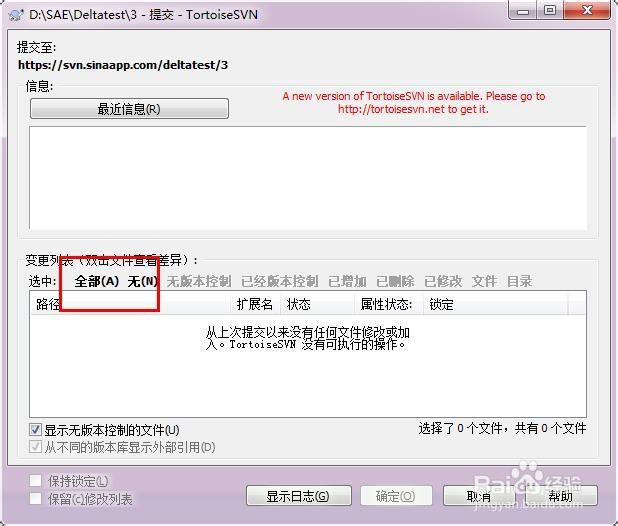 D:\SAE\Deltatest\3 - 提交 - TortoiseSVN
提交至:
https://svn.sinaapp.com/deltatest/3
信息:
最近信息(R)
A new version of TortoiseSVN is available. Please go to
http://tortoisesvn.net to get it.
变更列表（双击文件查看差异）:
选中: 全部(A) 无(N) 无版本控制 已经版本控制 已增加 已删除 已修改 文件 目录
路径 扩展名 状态 属性状态: 锁定
从上次提交以来没有任何文件修改或加
入。TortoiseSVN 没有可执行的操作。
显示无版本控制的文件(U)
选择了 0 个文件，共有 0 个文件
从不同的版本库显示外部引用(D)
保持锁定(L)
保留(c)修改列表
显示日志(G) 确定(O) 取消 帮助
Baidu经验
jingyan.baidu.com